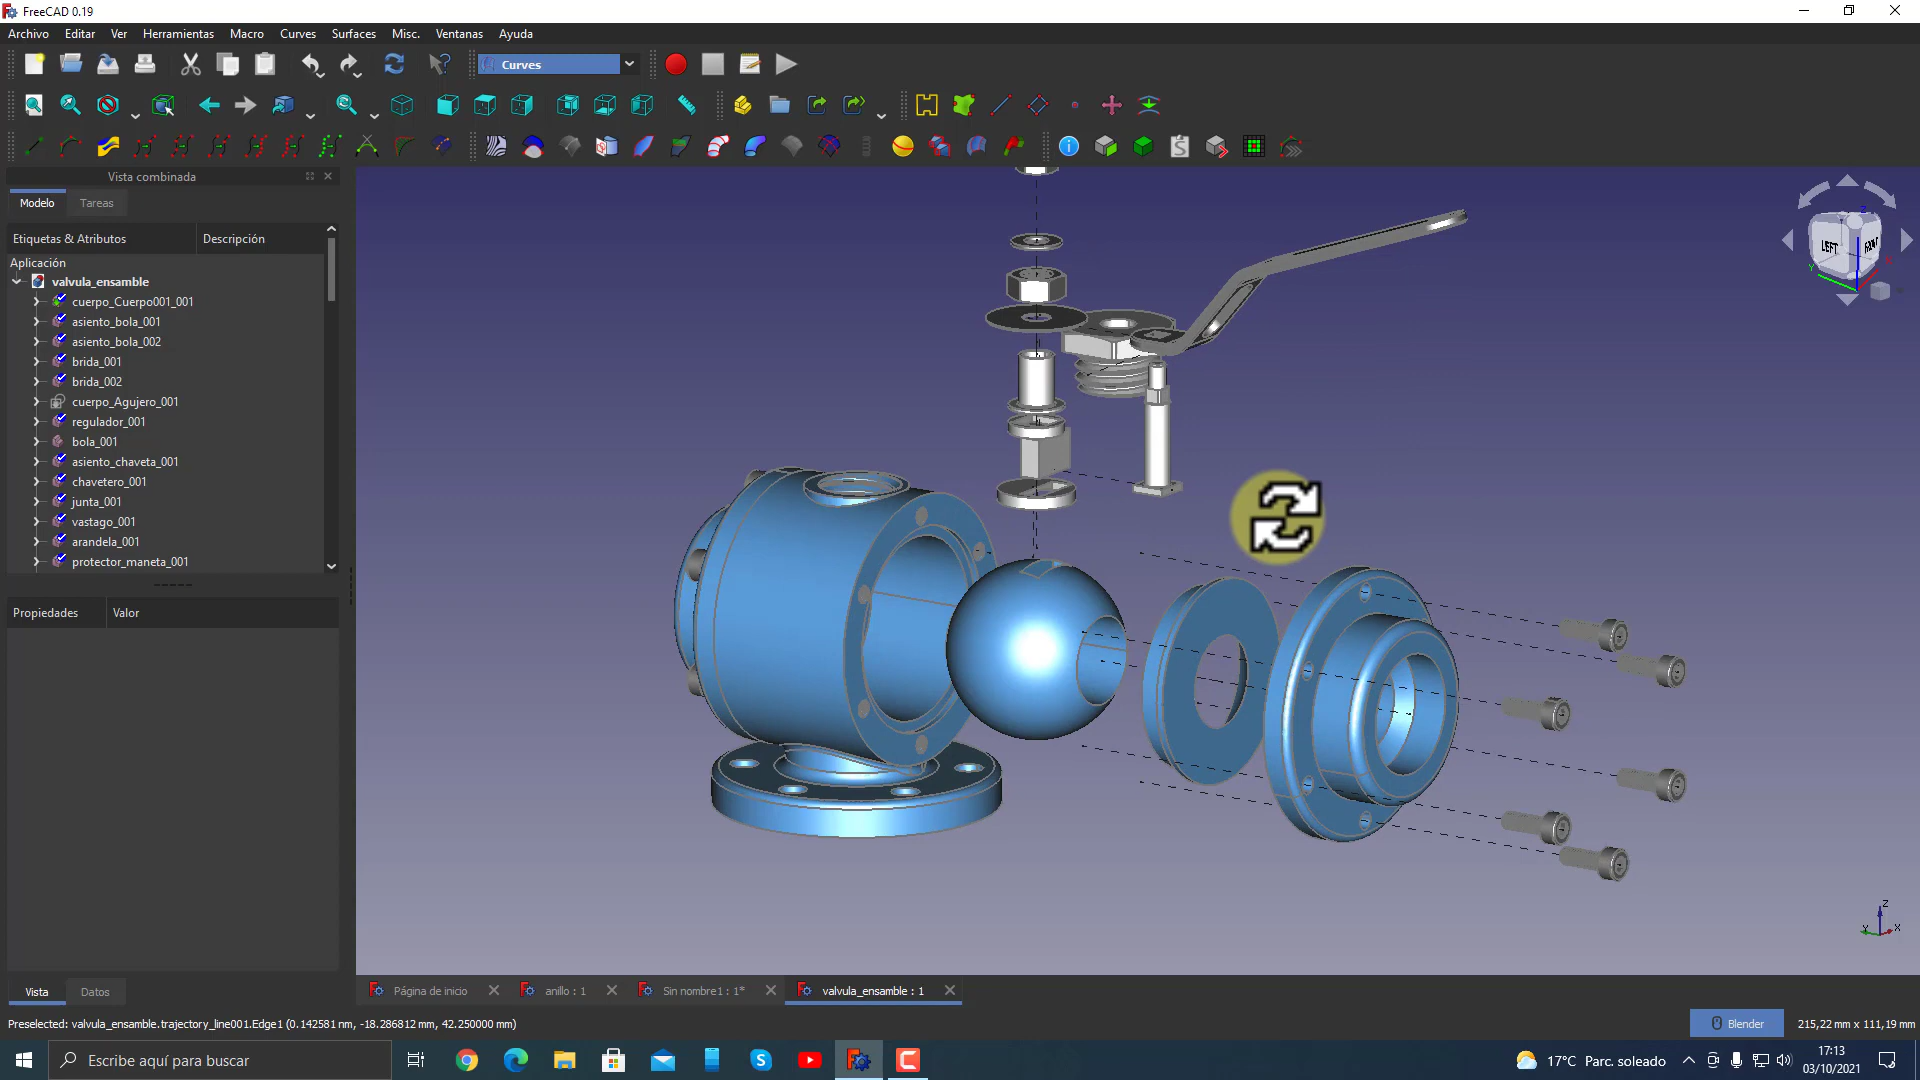 FreeCAD 0.19
Archivo Editar Ver Herramientas Macro Curves Surfaces Misc. Ventanas Ayuda
Curves
Vista combinada
Modelo Tareas
Etiquetas & Atributos Descripción
Aplicación
valvula_ensamble
cuerpo_Cuerpo001_001
asiento_bola_001
asiento_bola_002
brida_001
brida_002
cuerpo_Agujero_001
regulador_001
bola_001
asiento_chaveta_001
chavetero_001
junta_001
vastago_001
arandela_001
protector_maneta_001
Propiedades Valor
LEFT FRONT
Z
Y
Z
Y X
Vista Datos
Página de inicio anillo : 1 Sin nombre1 : 1* valvula_ensamble : 1
Preselected: valvula_ensamble.trajectory_line001.Edge1 (0.142581 nm, -18.286812 mm, 42.250000 mm)
Blender 215,22 mm x 111,19 mm
Escribe aquí para buscar
17°C Parc. soleado
17:13
03/10/2021